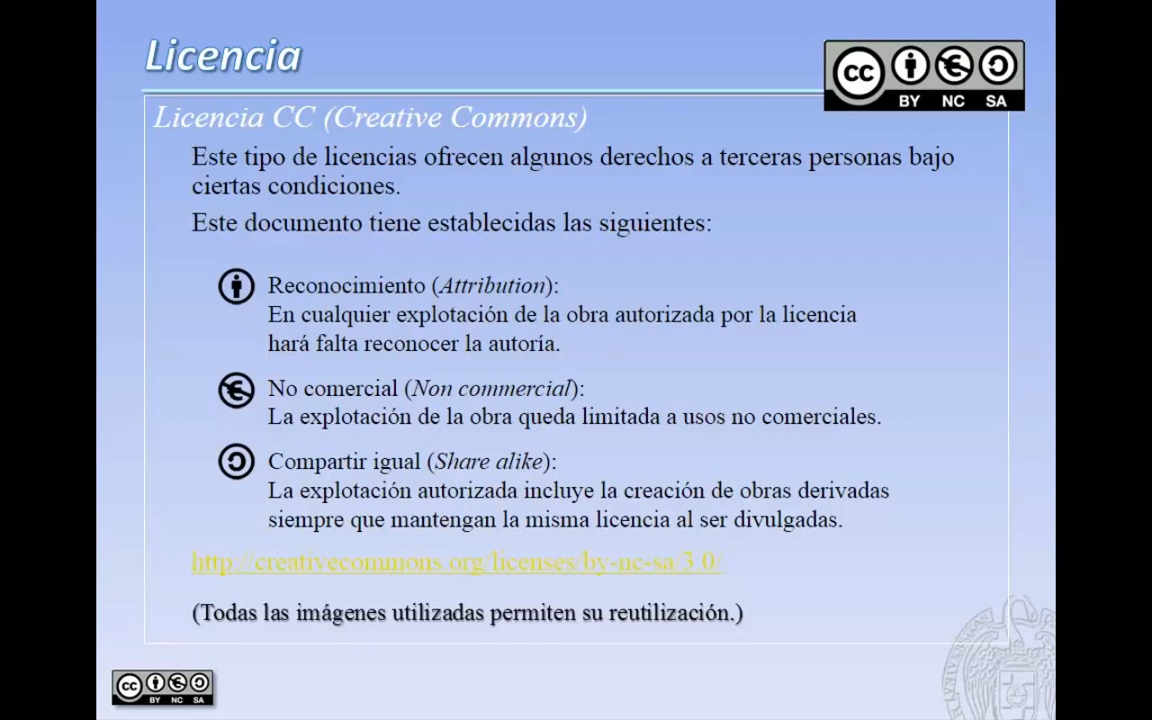 Licencia
CC BY NC SA
Licencia CC (Creative Commons)
Este tipo de licencias ofrecen algunos derechos a terceras personas bajo
ciertas condiciones.
Este documento tiene establecidas las siguientes:
Reconocimiento (Attribution):
En cualquier explotación de la obra autorizada por la licencia
hará falta reconocer la autoría.
No comercial (Non commercial):
La explotación de la obra queda limitada a usos no comerciales.
Compartir igual (Share alike):
La explotación autorizada incluye la creación de obras derivadas
siempre que mantengan la misma licencia al ser divulgadas.
http://creativecommons.org/licenses/by-nc-sa/3.0/
(Todas las imágenes utilizadas permiten su reutilización.)
CC BY NC SA